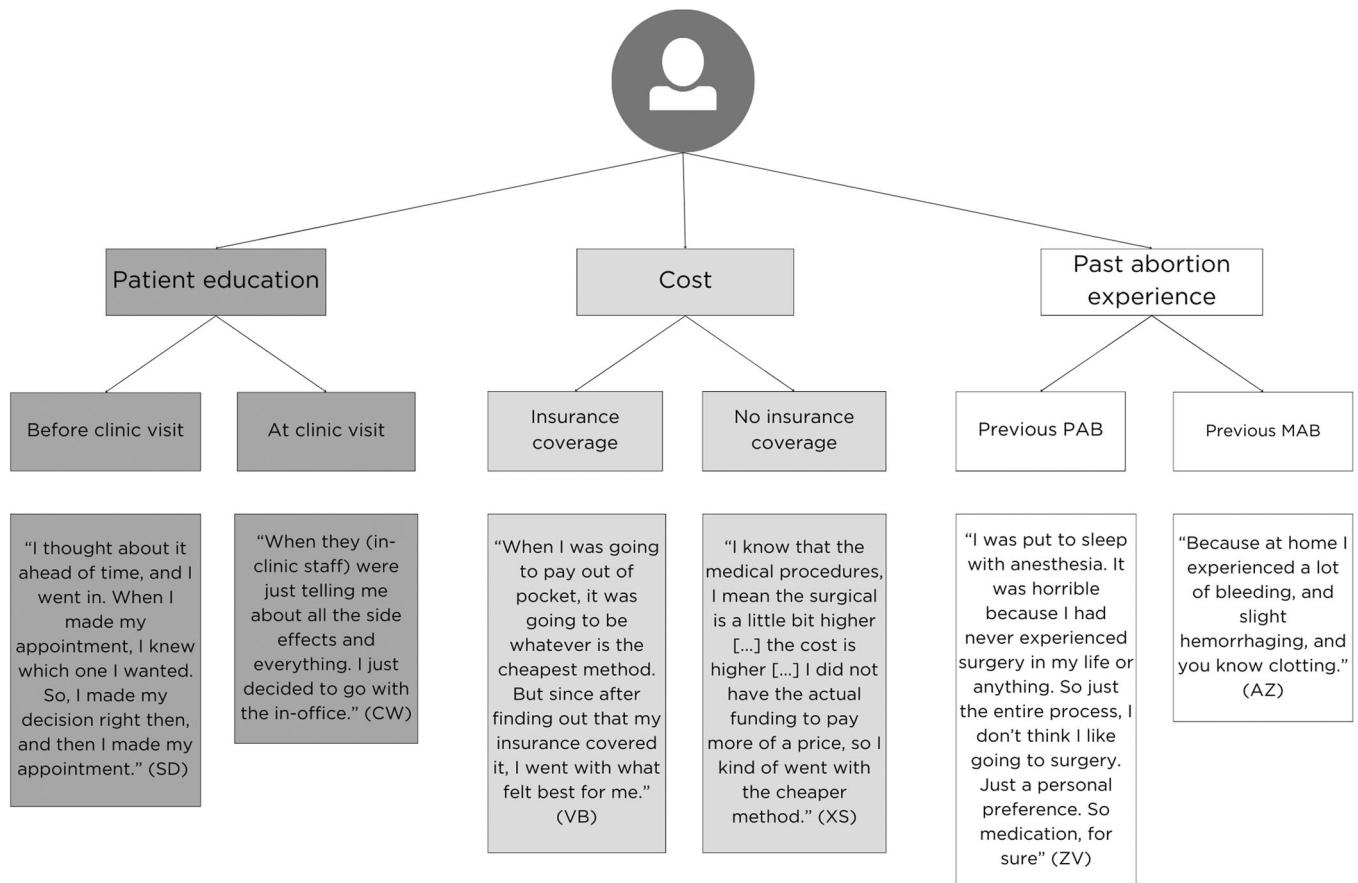 Patient education
Cost
Past abortion
experience
Before clinic visit
At clinic visit
Insurance
coverage
No insurance
coverage
Previous PAB
Previous MAB
“I thought about it
ahead of time, and I
went in. When I
made my
appointment, I knew
which one I wanted.
So, I made my
decision right then,
and then I made my
appointment.” (SD)
“When they (in-
clinic staff) were
just telling me
about all the side
effects and
everything. I just
decided to go with
the in-office.” (CW)
“When I was going
to pay out of
pocket, it was
going to be
whatever is the
cheapest method.
But since after
finding out that my
insurance covered
it, I went with what
felt best for me.”
(VB)
“I know that the
medical procedures,
I mean the surgical
is a little bit higher
[...] the cost is
higher [...] I did not
have the actual
funding to pay
more of a price, so I
kind of went with
the cheaper
method.” (XS)
“I was put to sleep
with anesthesia. It
was horrible
because I had
never experienced
surgery in my life or
anything. So just
the entire process, I
don’t think I like
going to surgery.
Just a personal
preference. So
medication, for
sure” (ZV)
“Because at home I
experienced a lot
of bleeding, and
slight
hemorrhaging, and
you know clotting.”
(AZ)